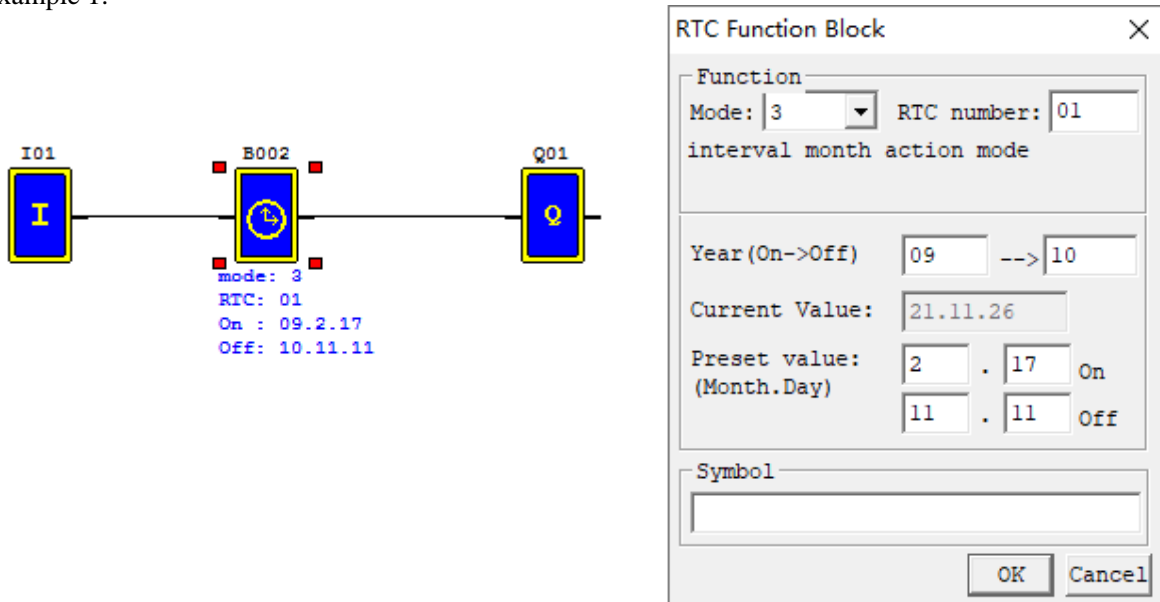 xample 1:
I01
B002
Q01
I
Q
mode: 3
RTC: 01
On : 09.2.17
Off: 10.11.11
RTC Function Block
Function
Mode: 3 RTC number: 01
interval month action mode
Year(On->Off) 09 --> 10
Current Value: 21.11.26
Preset value: 2 . 17 On
(Month.Day)
11 . 11 Off
Symbol
OK Cancel